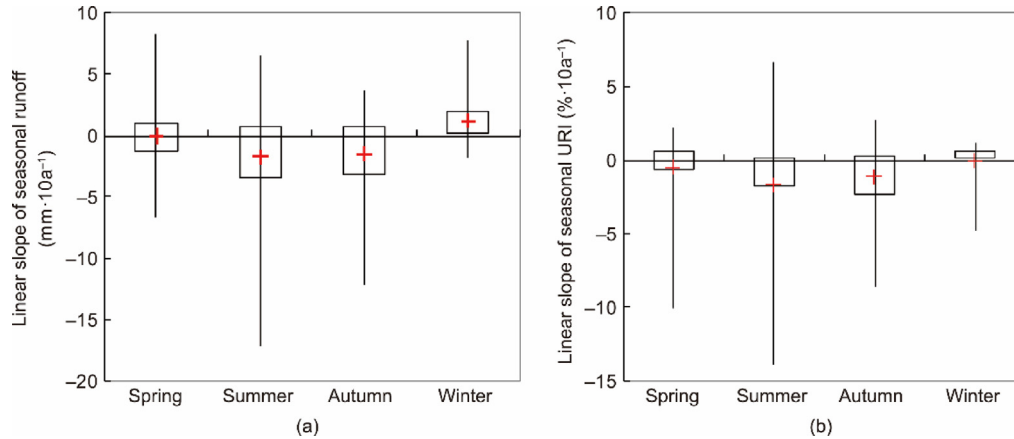 Linear slope of seasonal runoff
(mm·10a⁻¹)
10
5
0
−5
−10
−15
−20
Spring Summer Autumn Winter
(a)
Linear slope of seasonal URI (%·10a⁻¹)
10
5
0
−5
−10
−15
Spring Summer Autumn Winter
(b)